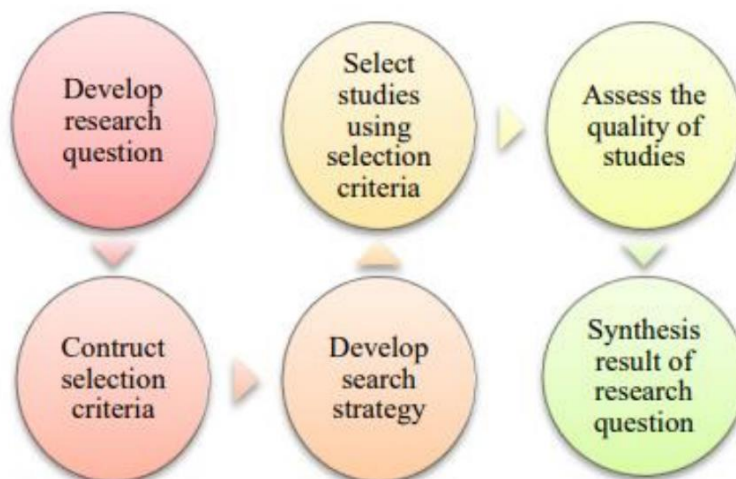 Develop
research
question
Contruct
selection
criteria
Develop
search
strategy
Select
studies
using
selection
criteria
Assess the
quality of
studies
Synthesis
result of
research
question